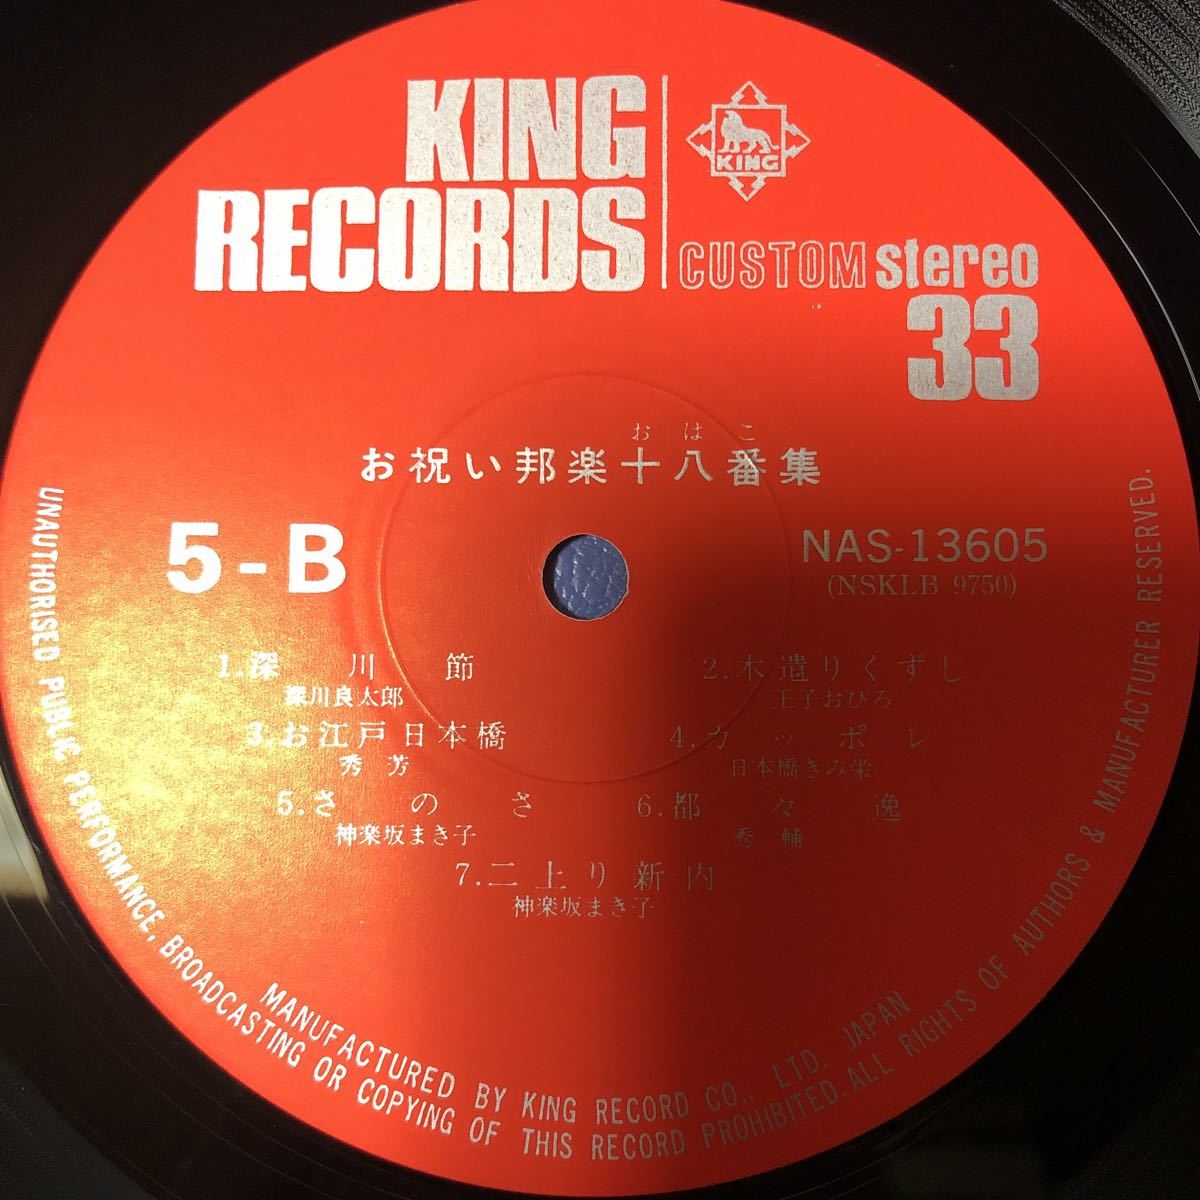 KING
RECORDS
KING
CUSTOM stereo
33
おはこ
お祝い邦楽十八番集
5-B
NAS-13605
(NSKLB 9750)
1.深川節
深川良太郎
2.木遣りくずし
王子おひろ
3.お江戸日本橋
秀芳
4.カッポレ
日本橋きみ栄
5.さのさ
神楽坂まき子
6.都々逸
秀輔
7.二上り新内
神楽坂まき子
MANUFACTURED BY KING RECORD CO., LTD. JAPAN
UNAUTHORISED PUBLIC PERFORMANCE, BROADCASTING OR COPYING OF THIS RECORD PROHIBITED. ALL RIGHTS OF AUTHORS & MANUFACTURER RESERVED.